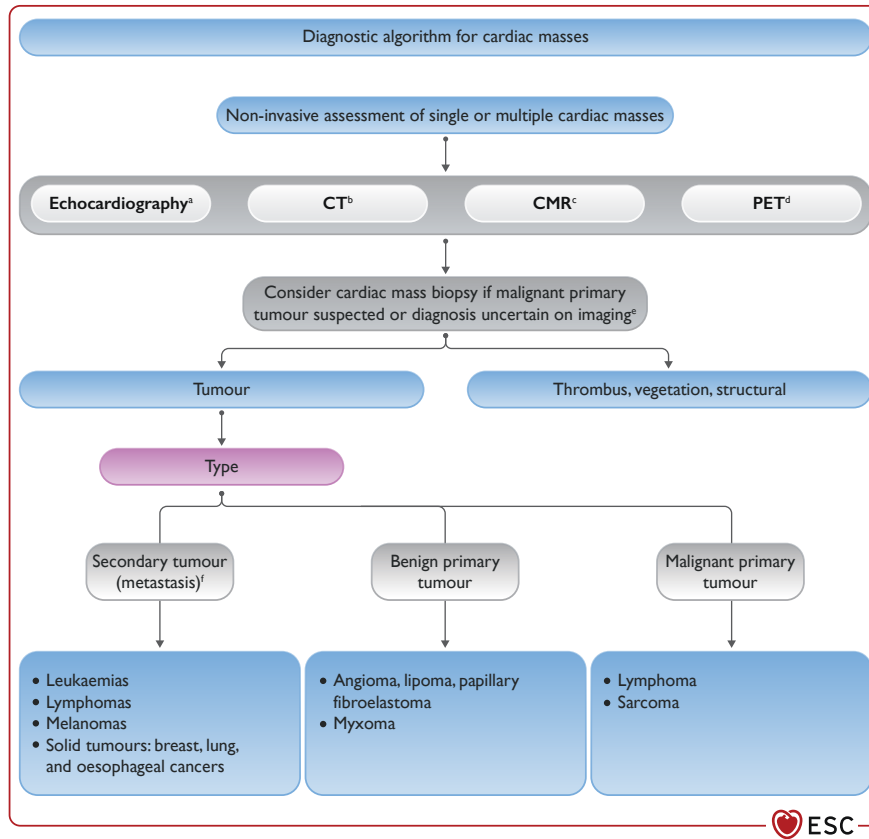 Diagnostic algorithm for cardiac masses
Non-invasive assessment of single or multiple cardiac masses
Echocardiographyᵃ
CTᵇ
CMRᶜ
PETᵈ
Consider cardiac mass biopsy if malignant primary
tumour suspected or diagnosis uncertain on imagingᵉ
Tumour
Thrombus, vegetation, structural
Type
Secondary tumour
(metastasis)ᶠ
Benign primary
tumour
Malignant primary
tumour
• Leukaemias
• Lymphomas
• Melanomas
• Solid tumours: breast, lung,
and oesophageal cancers
• Angioma, lipoma, papillary
fibroelastoma
• Myxoma
• Lymphoma
• Sarcoma
ESC